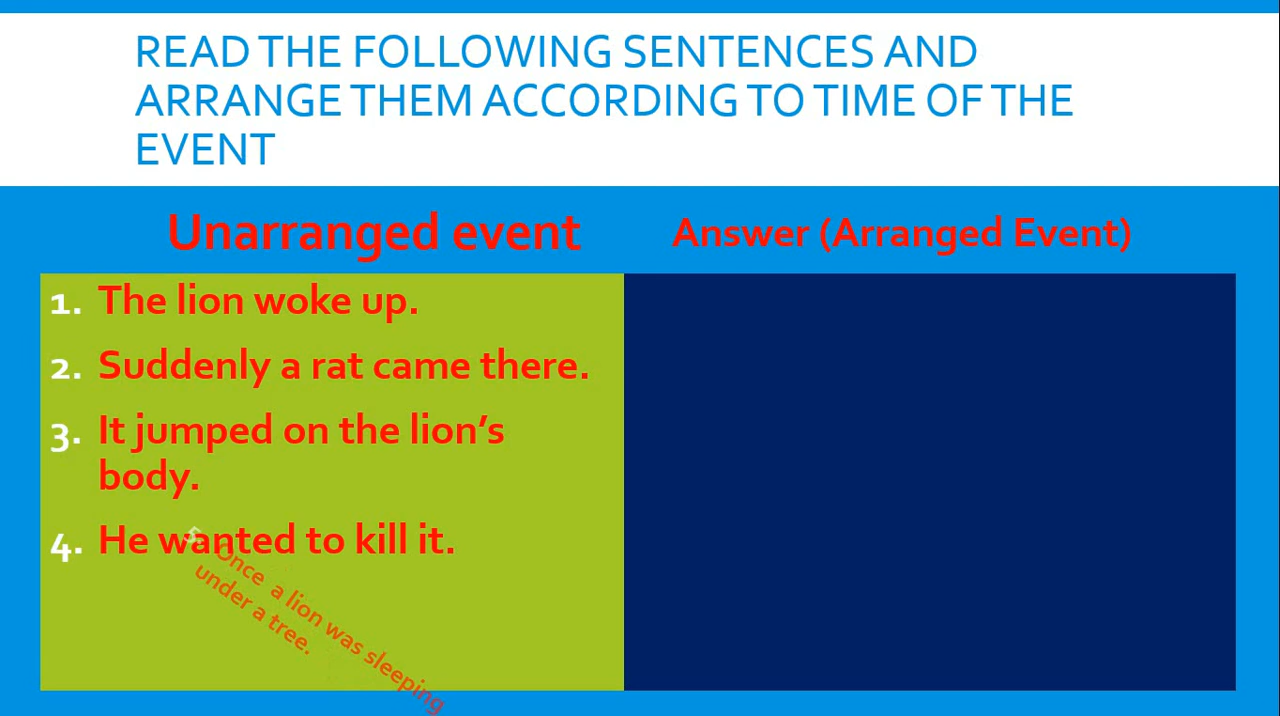 READ THE FOLLOWING SENTENCES AND
ARRANGE THEM ACCORDING TO TIME OF THE
EVENT
Unarranged event
Answer (Arranged Event)
1. The lion woke up.
2. Suddenly a rat came there.
3. It jumped on the lion’s
body.
4. He wanted to kill it.
5. Once a lion was sleeping
under a tree.